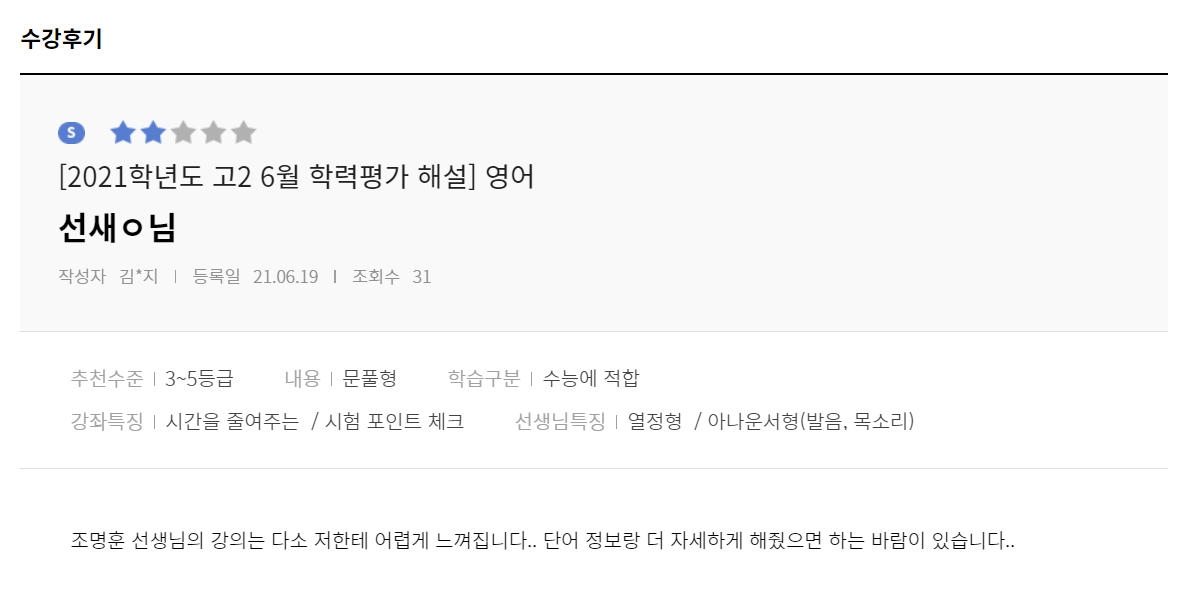 수강후기
S
[2021학년도 고2 6월 학력평가 해설] 영어
선새ㅇ님
작성자 김*지 | 등록일 21.06.19 | 조회수 31
추천수준 | 3~5등급 내용 | 문풀형 학습구분 | 수능에 적합
강좌특징 | 시간을 줄여주는 / 시험 포인트 체크 선생님특징 | 열정형 / 아나운서형(발음, 목소리)
조명훈 선생님의 강의는 다소 저한테 어렵게 느껴집니다.. 단어 정보랑 더 자세하게 해줬으면 하는 바람이 있습니다..